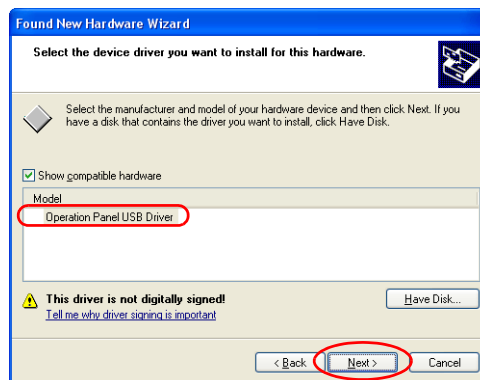 Found New Hardware Wizard
Select the device driver you want to install for this hardware.
Select the manufacturer and model of your hardware device and then click Next. If you
have a disk that contains the driver you want to install, click Have Disk.
Show compatible hardware
Model
Operation Panel USB Driver
This driver is not digitally signed!
Have Disk...
Tell me why driver signing is important
< Back
Next >
Cancel